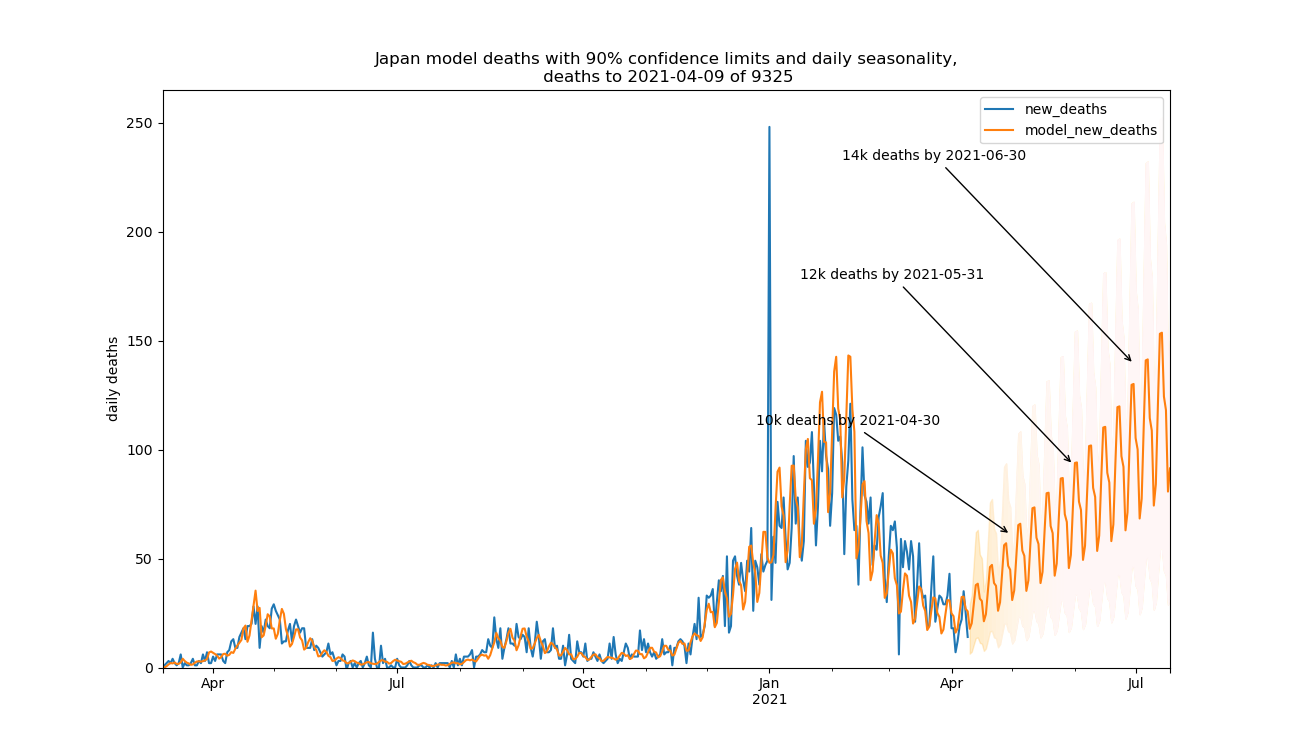 Japan model deaths with 90% confidence limits and daily seasonality,
deaths to 2021-04-09 of 9325
new_deaths
model_new_deaths
14k deaths by 2021-06-30
12k deaths by 2021-05-31
10k deaths by 2021-04-30
daily deaths
250
200
150
100
50
0
Apr
Jul
Oct
Jan
2021
Apr
Jul